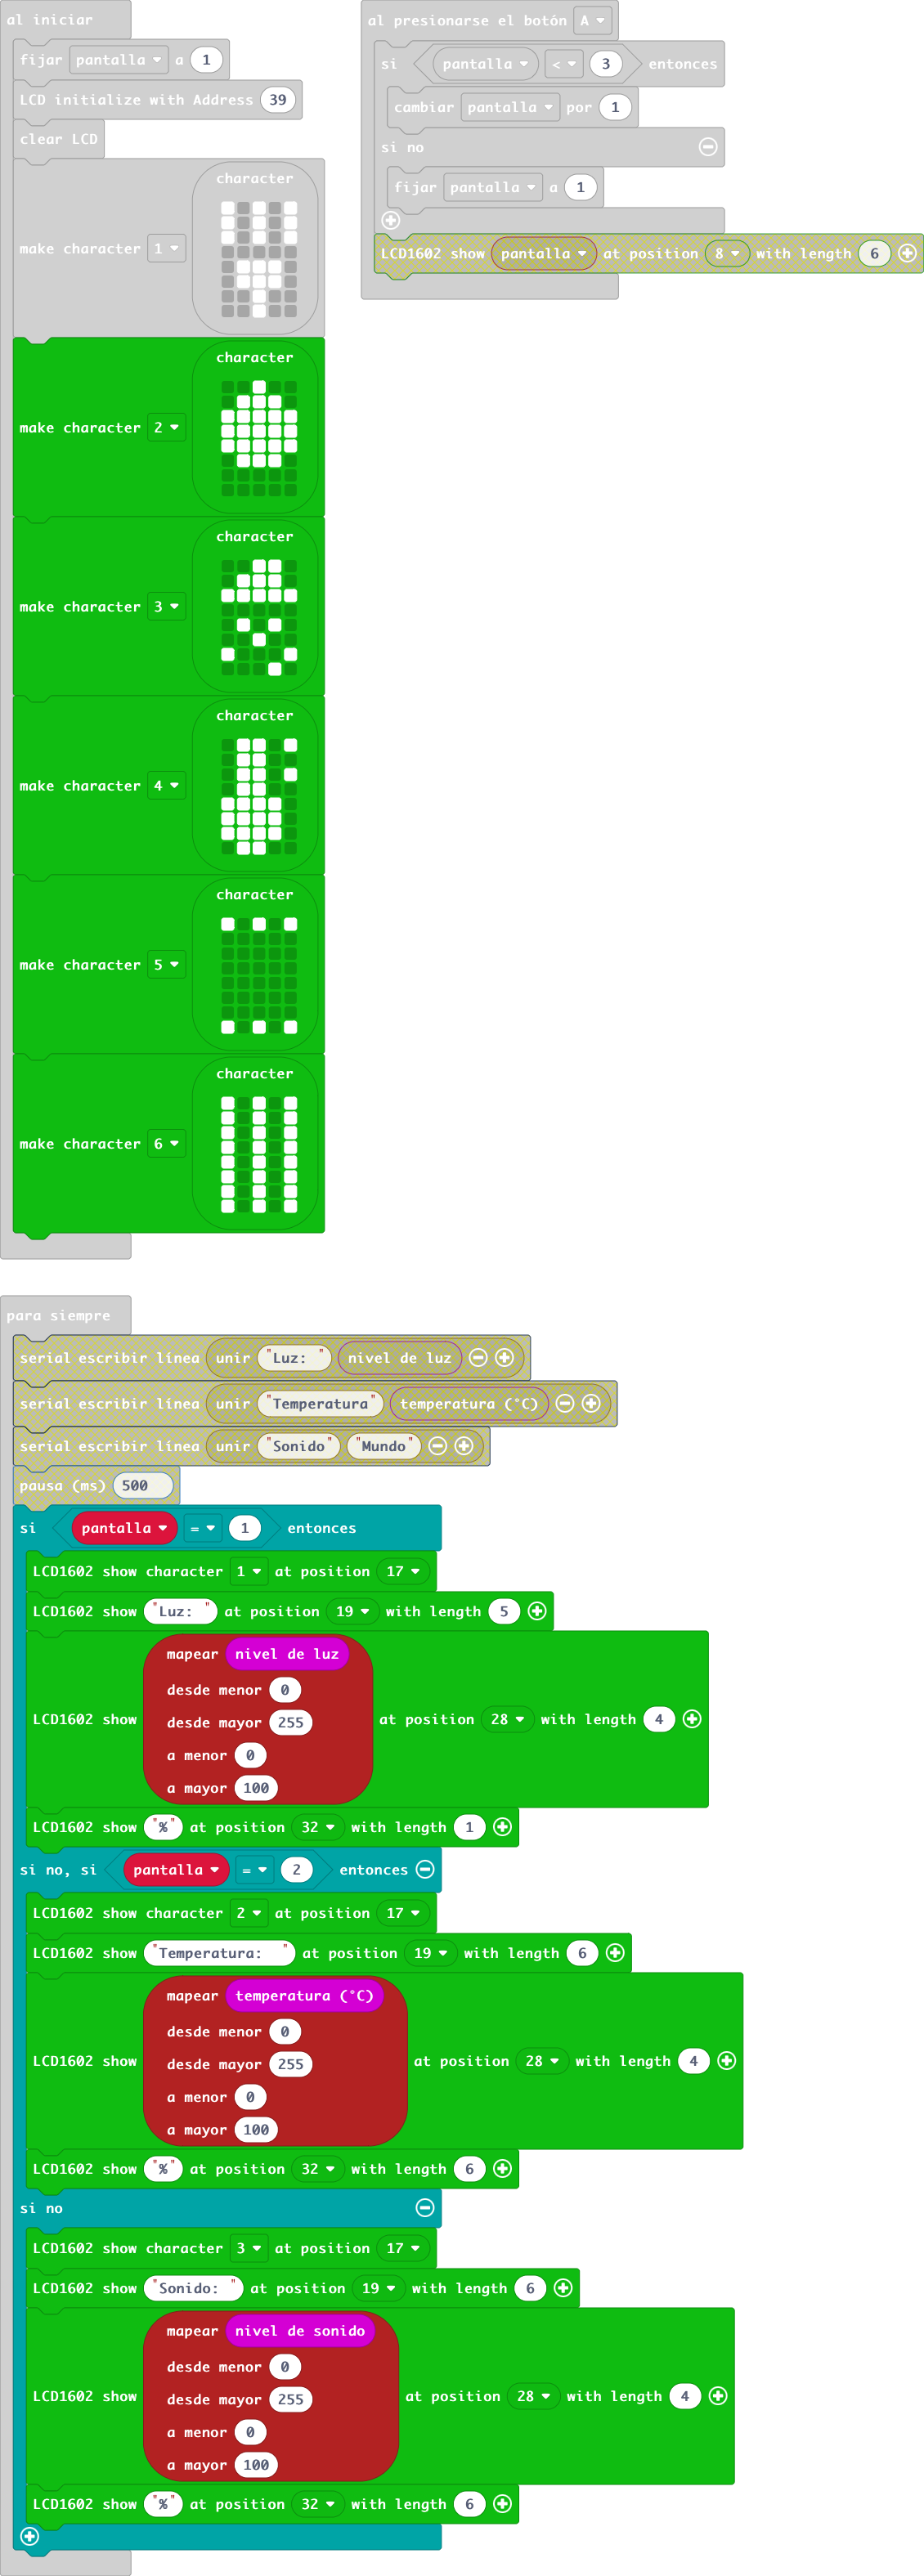 al iniciar
fijar pantalla a 1
LCD initialize with Address 39
clear LCD
character
make character 1
character
make character 2
character
make character 3
character
make character 4
character
make character 5
character
make character 6
al presionarse el botón A
si pantalla < 3 entonces
cambiar pantalla por 1
si no
fijar pantalla a 1
LCD1602 show pantalla at position 8 with length 6
para siempre
serial escribir línea unir "Luz: " nivel de luz
serial escribir línea unir "Temperatura" temperatura (°C)
serial escribir línea unir "Sonido" "Mundo"
pausa (ms) 500
si pantalla = 1 entonces
LCD1602 show character 1 at position 17
LCD1602 show "Luz: " at position 19 with length 5
mapear nivel de luz
desde menor 0
desde mayor 255
LCD1602 show at position 28 with length 4
a menor 0
a mayor 100
LCD1602 show "%" at position 32 with length 1
si no, si pantalla = 2 entonces
LCD1602 show character 2 at position 17
LCD1602 show "Temperatura: " at position 19 with length 6
mapear temperatura (°C)
desde menor 0
desde mayor 255
LCD1602 show at position 28 with length 4
a menor 0
a mayor 100
LCD1602 show "%" at position 32 with length 6
si no
LCD1602 show character 3 at position 17
LCD1602 show "Sonido: " at position 19 with length 6
mapear nivel de sonido
desde menor 0
desde mayor 255
LCD1602 show at position 28 with length 4
a menor 0
a mayor 100
LCD1602 show "%" at position 32 with length 6